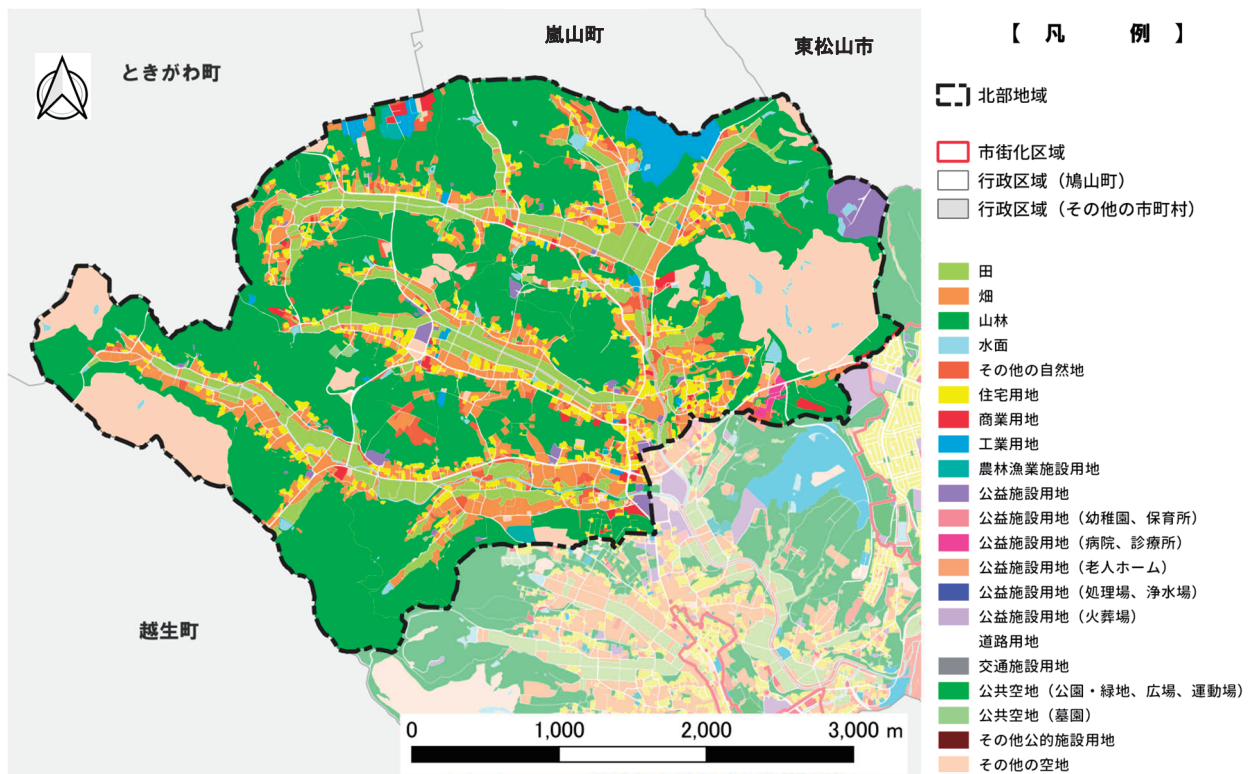 嵐山町
東松山市
ときがわ町
越生町
0 1,000 2,000 3,000 m
【 凡 例 】
北部地域
市街化区域
行政区域（鳩山町）
行政区域（その他の市町村）
田
畑
山林
水面
その他の自然地
住宅用地
商業用地
工業用地
農林漁業施設用地
公益施設用地
公益施設用地（幼稚園、保育所）
公益施設用地（病院、診療所）
公益施設用地（老人ホーム）
公益施設用地（処理場、浄水場）
公益施設用地（火葬場）
道路用地
交通施設用地
公共空地（公園・緑地、広場、運動場）
公共空地（墓園）
その他公的施設用地
その他の空地